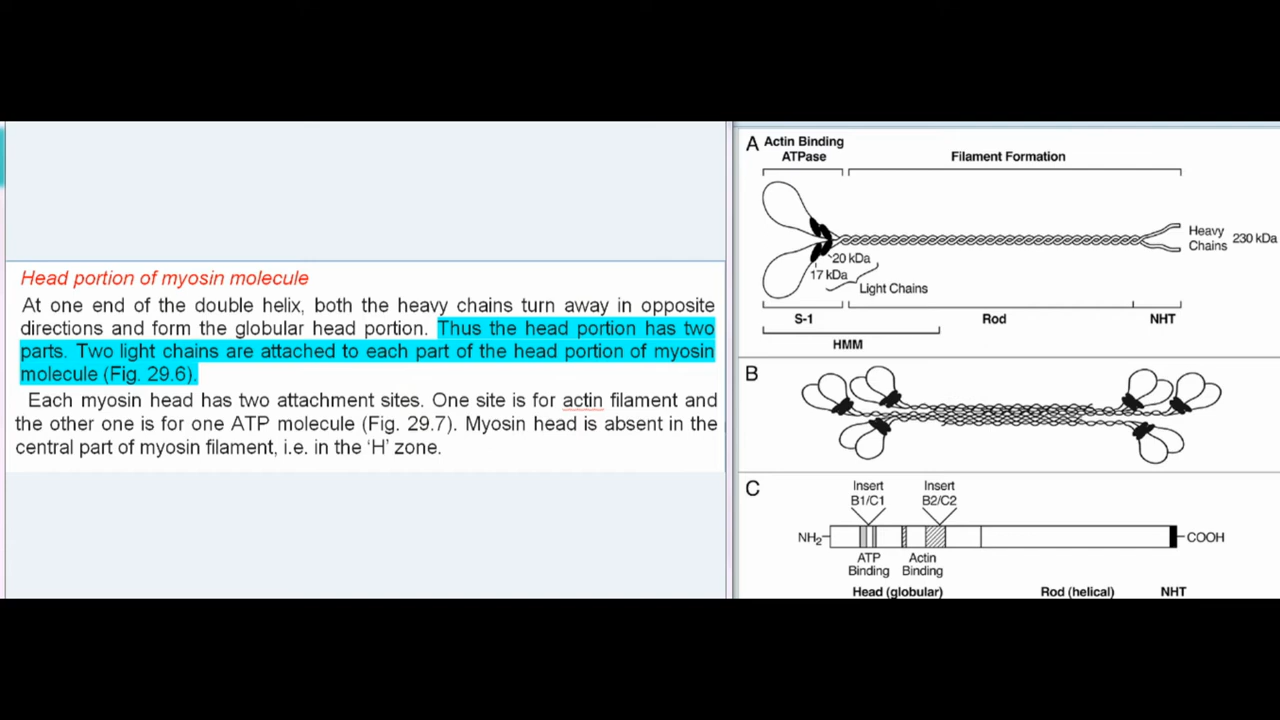 Head portion of myosin molecule
At one end of the double helix, both the heavy chains turn away in opposite
directions and form the globular head portion. Thus the head portion has two
parts. Two light chains are attached to each part of the head portion of myosin
molecule (Fig. 29.6).
Each myosin head has two attachment sites. One site is for actin filament and
the other one is for one ATP molecule (Fig. 29.7). Myosin head is absent in the
central part of myosin filament, i.e. in the ‘H’ zone.
A
Actin Binding
ATPase
Filament Formation
Heavy
Chains
230 kDa
20 kDa
17 kDa
Light Chains
S-1
Rod
NHT
HMM
B
C
Insert
B1/C1
Insert
B2/C2
NH2
COOH
ATP
Binding
Actin
Binding
Head (globular)
Rod (helical)
NHT